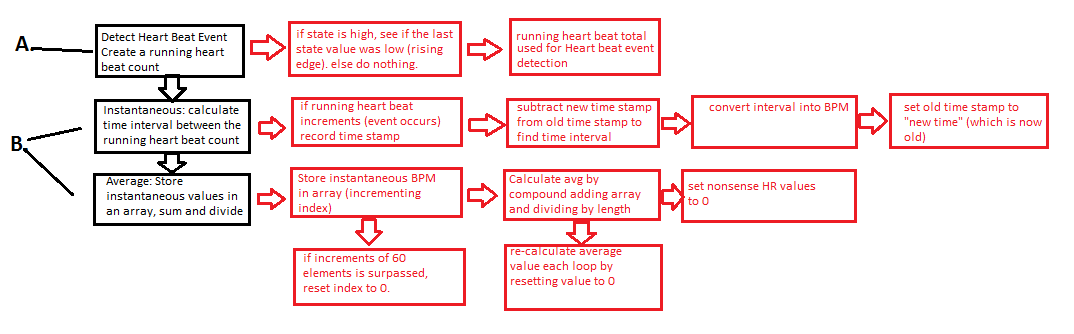 A.
Detect Heart Beat Event
Create a running heart
beat count
if state is high, see if the last
state value was low (rising
edge). else do nothing.
running heart beat total
used for Heart beat event
detection
B.
Instantaneous: calculate
time interval between the
running heart beat count
if running heart beat
increments (event occurs)
record time stamp
subtract new time stamp
from old time stamp to
find time interval
convert interval into BPM
set old time stamp to
"new time" (which is now
old)
Average: Store
instantaneous values in
an array, sum and divide
Store instantaneous BPM
in array (incrementing
index)
Calculate avg by
compound adding array
and dividing by length
set nonsense HR values
to 0
if increments of 60
elements is surpassed,
reset index to 0.
re-calculate average
value each loop by
resetting value to 0